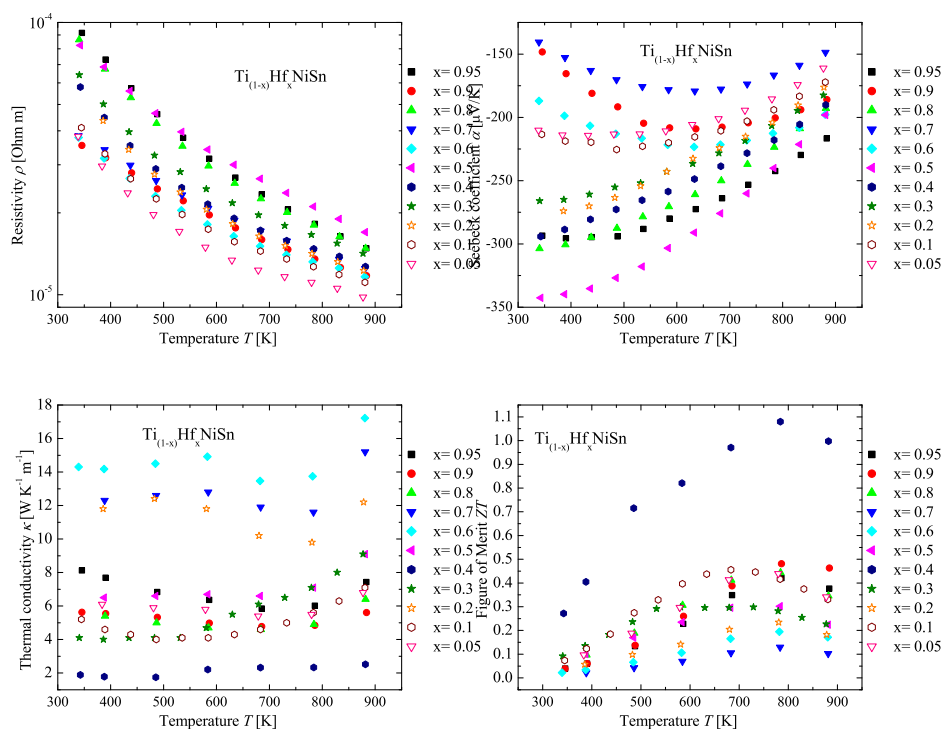 10⁻⁴
10⁻⁵
Resistivity ρ [Ohm m]
Ti(1-x)HfxNiSn
300 400 500 600 700 800 900
Temperature T [K]
x= 0.95
x= 0.9
x= 0.8
x= 0.7
x= 0.6
x= 0.5
x= 0.4
x= 0.3
x= 0.2
x= 0.1
x= 0.0
-150
-200
-250
-300
-350
Seebeck coefficient α [μV/K]
Ti(1-x)HfxNiSn
300 400 500 600 700 800 900
Temperature T [K]
x= 0.95
x= 0.9
x= 0.8
x= 0.7
x= 0.6
x= 0.5
x= 0.4
x= 0.3
x= 0.2
x= 0.1
x= 0.05
18
16
14
12
10
8
6
4
2
Thermal conductivity κ [W K⁻¹ m⁻¹]
Ti(1-x)HfxNiSn
300 400 500 600 700 800 900
Temperature T [K]
x= 0.95
x= 0.9
x= 0.8
x= 0.7
x= 0.6
x= 0.5
x= 0.4
x= 0.3
x= 0.2
x= 0.1
x= 0.05
1.1
1.0
0.9
0.8
0.7
0.6
0.5
0.4
0.3
0.2
0.1
0.0
Figure of Merit ZT
Ti(1-x)HfxNiSn
300 400 500 600 700 800 900
Temperature T [K]
x= 0.95
x= 0.9
x= 0.8
x= 0.7
x= 0.6
x= 0.5
x= 0.4
x= 0.3
x= 0.2
x= 0.1
x= 0.05